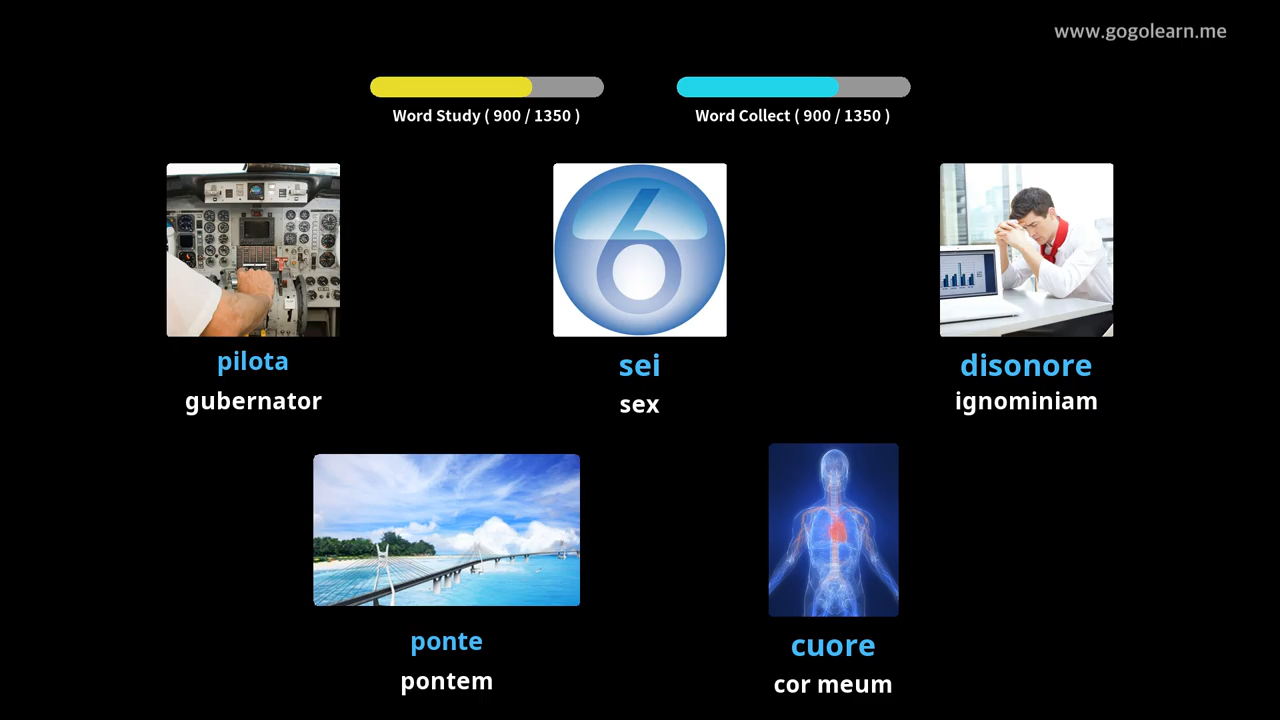 www.gogolearn.me
Word Study ( 900 / 1350 )
Word Collect ( 900 / 1350 )
6
pilota
gubernator
sei
sex
disonore
ignominiam
ponte
pontem
cuore
cor meum